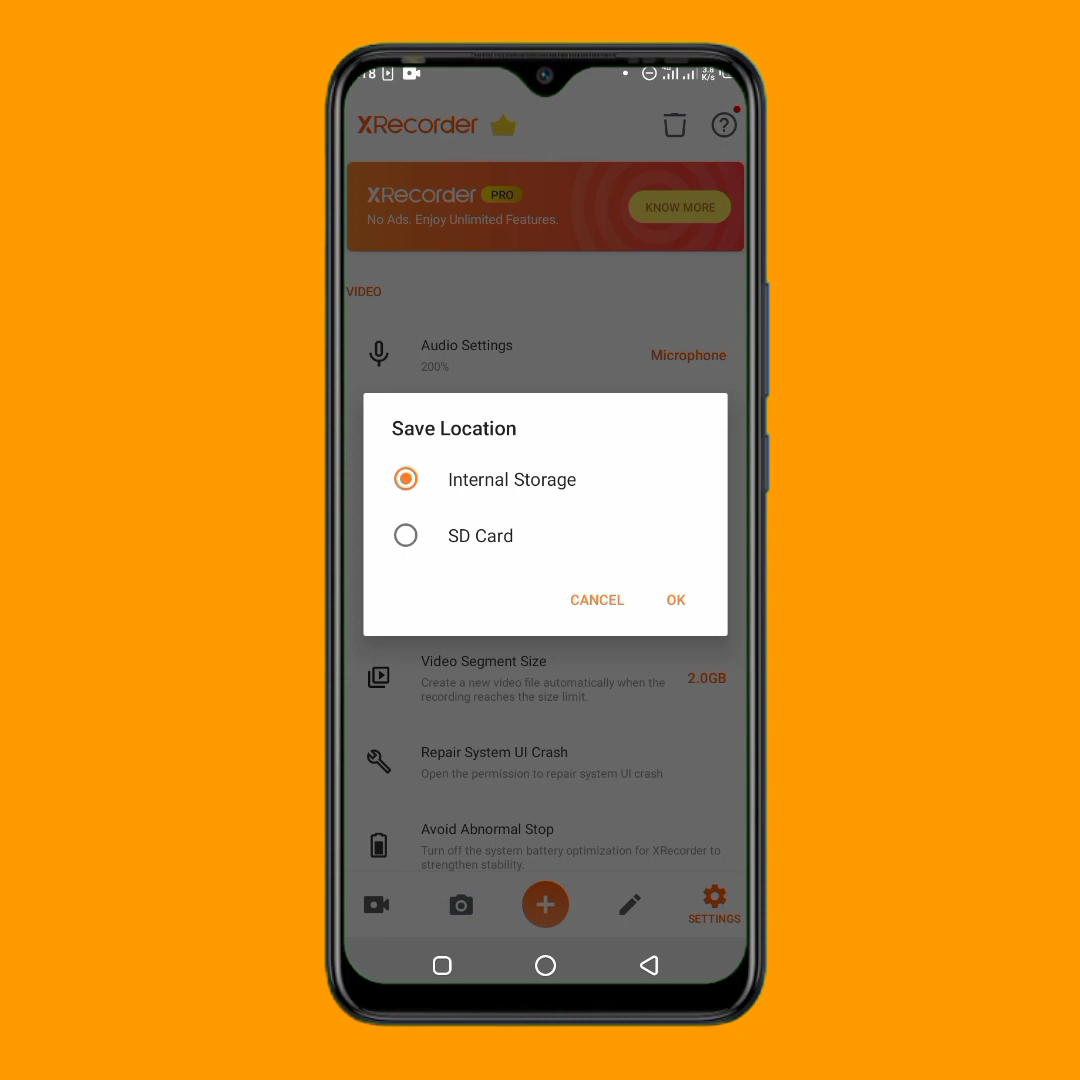 18
3.8
K/s
XRecorder
XRecorder PRO
No Ads. Enjoy Unlimited Features.
KNOW MORE
VIDEO
Audio Settings
200%
Microphone
Save Location
Internal Storage
SD Card
CANCEL
OK
Video Segment Size
Create a new video file automatically when the
recording reaches the size limit.
2.0GB
Repair System UI Crash
Open the permission to repair system UI crash
Avoid Abnormal Stop
Turn off the system battery optimization for XRecorder to
strengthen stability.
SETTINGS